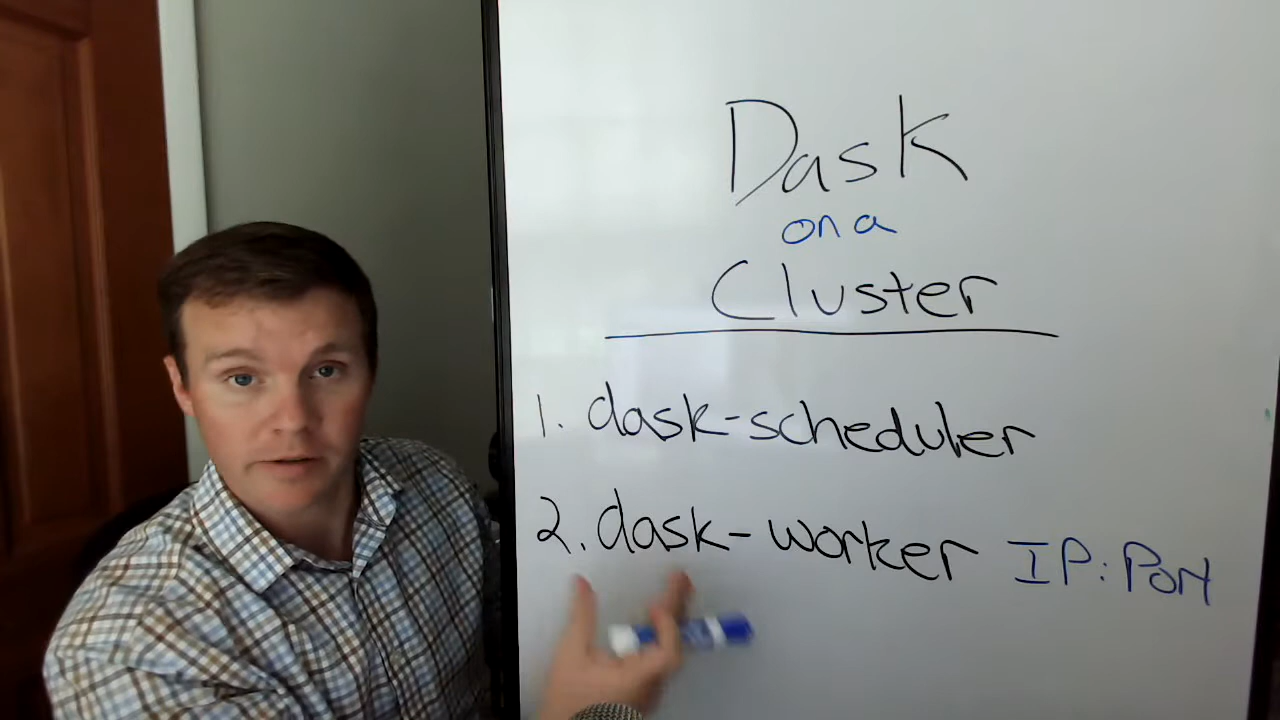 Dask
on a
Cluster
1. dask-scheduler
2. dask-worker IP:Port